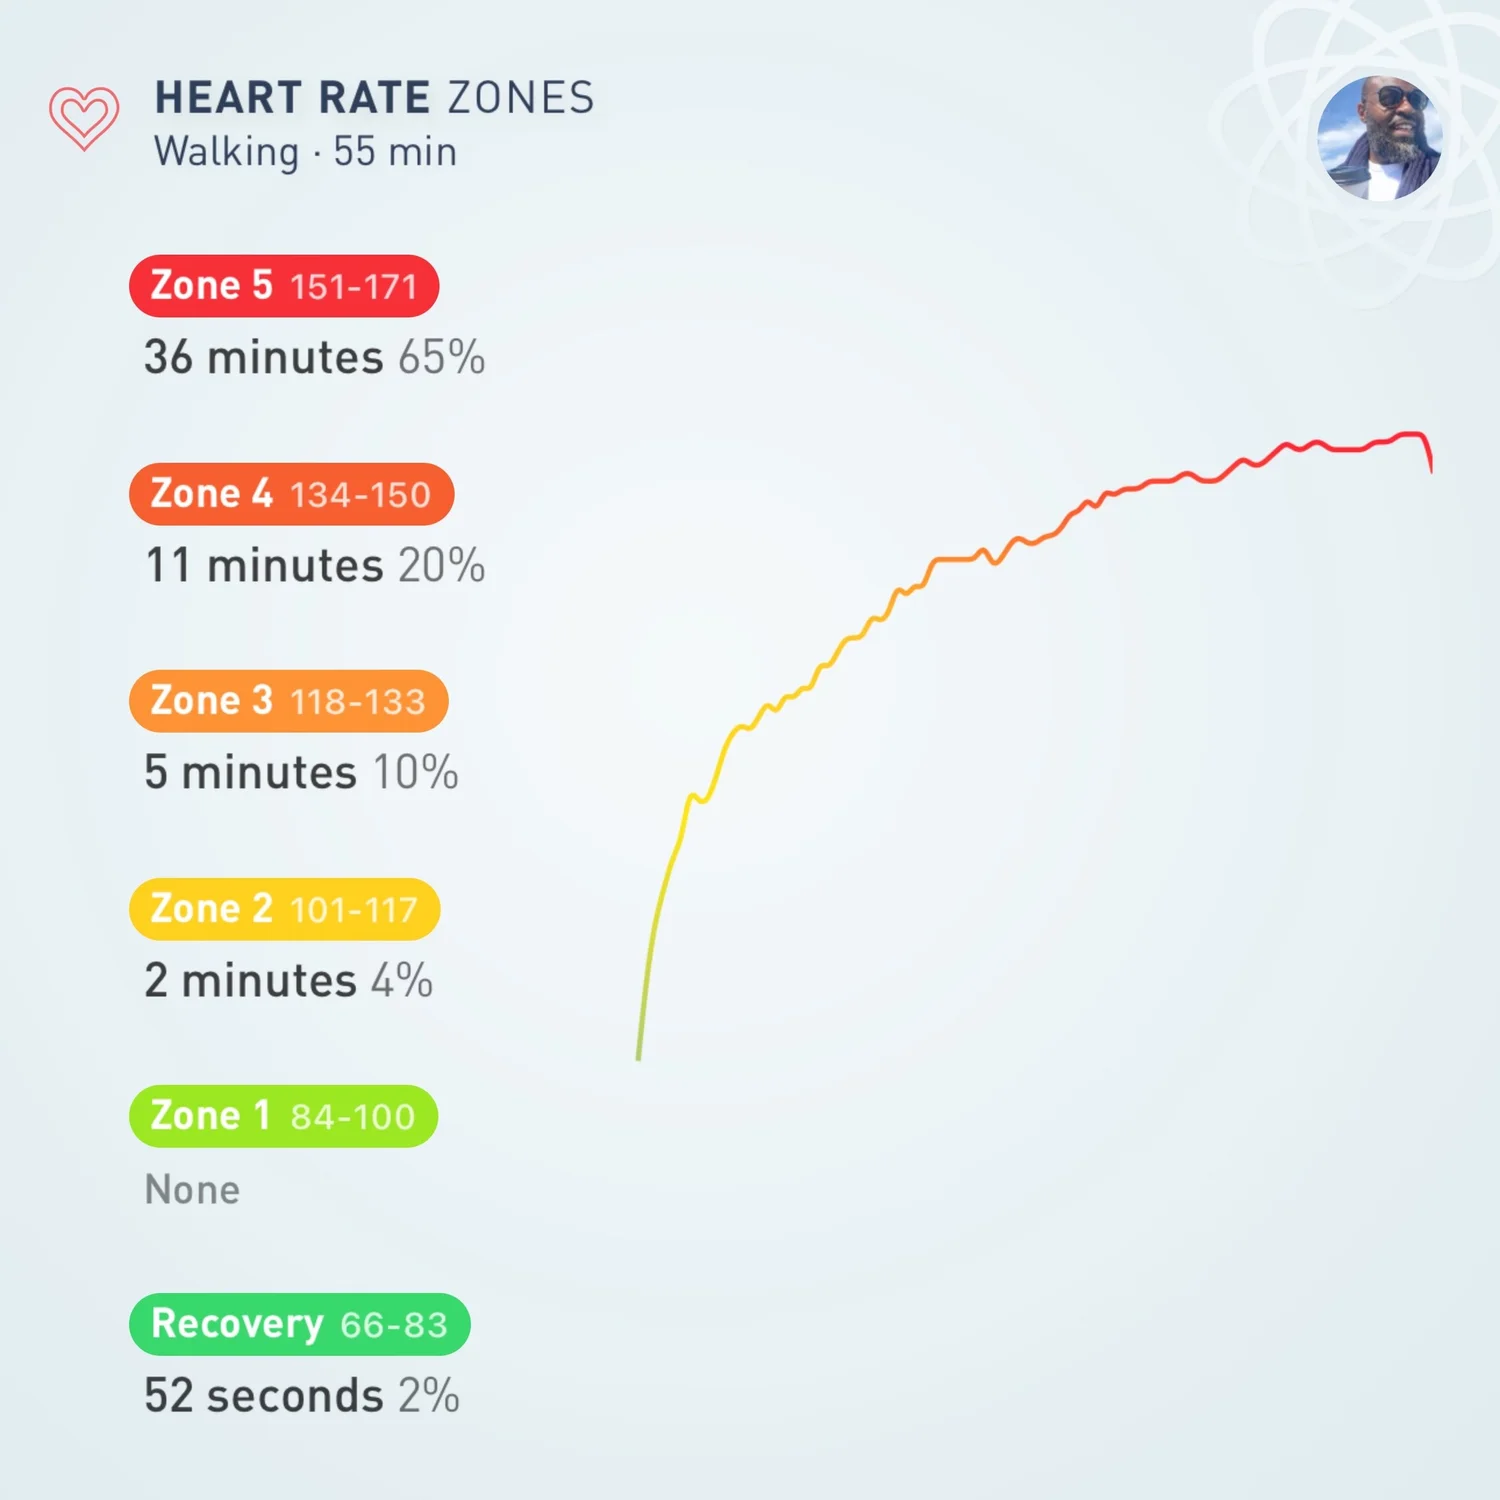 HEART RATE ZONES
Walking · 55 min
Zone 5 151-171
36 minutes 65%
Zone 4 134-150
11 minutes 20%
Zone 3 118-133
5 minutes 10%
Zone 2 101-117
2 minutes 4%
Zone 1 84-100
None
Recovery 66-83
52 seconds 2%